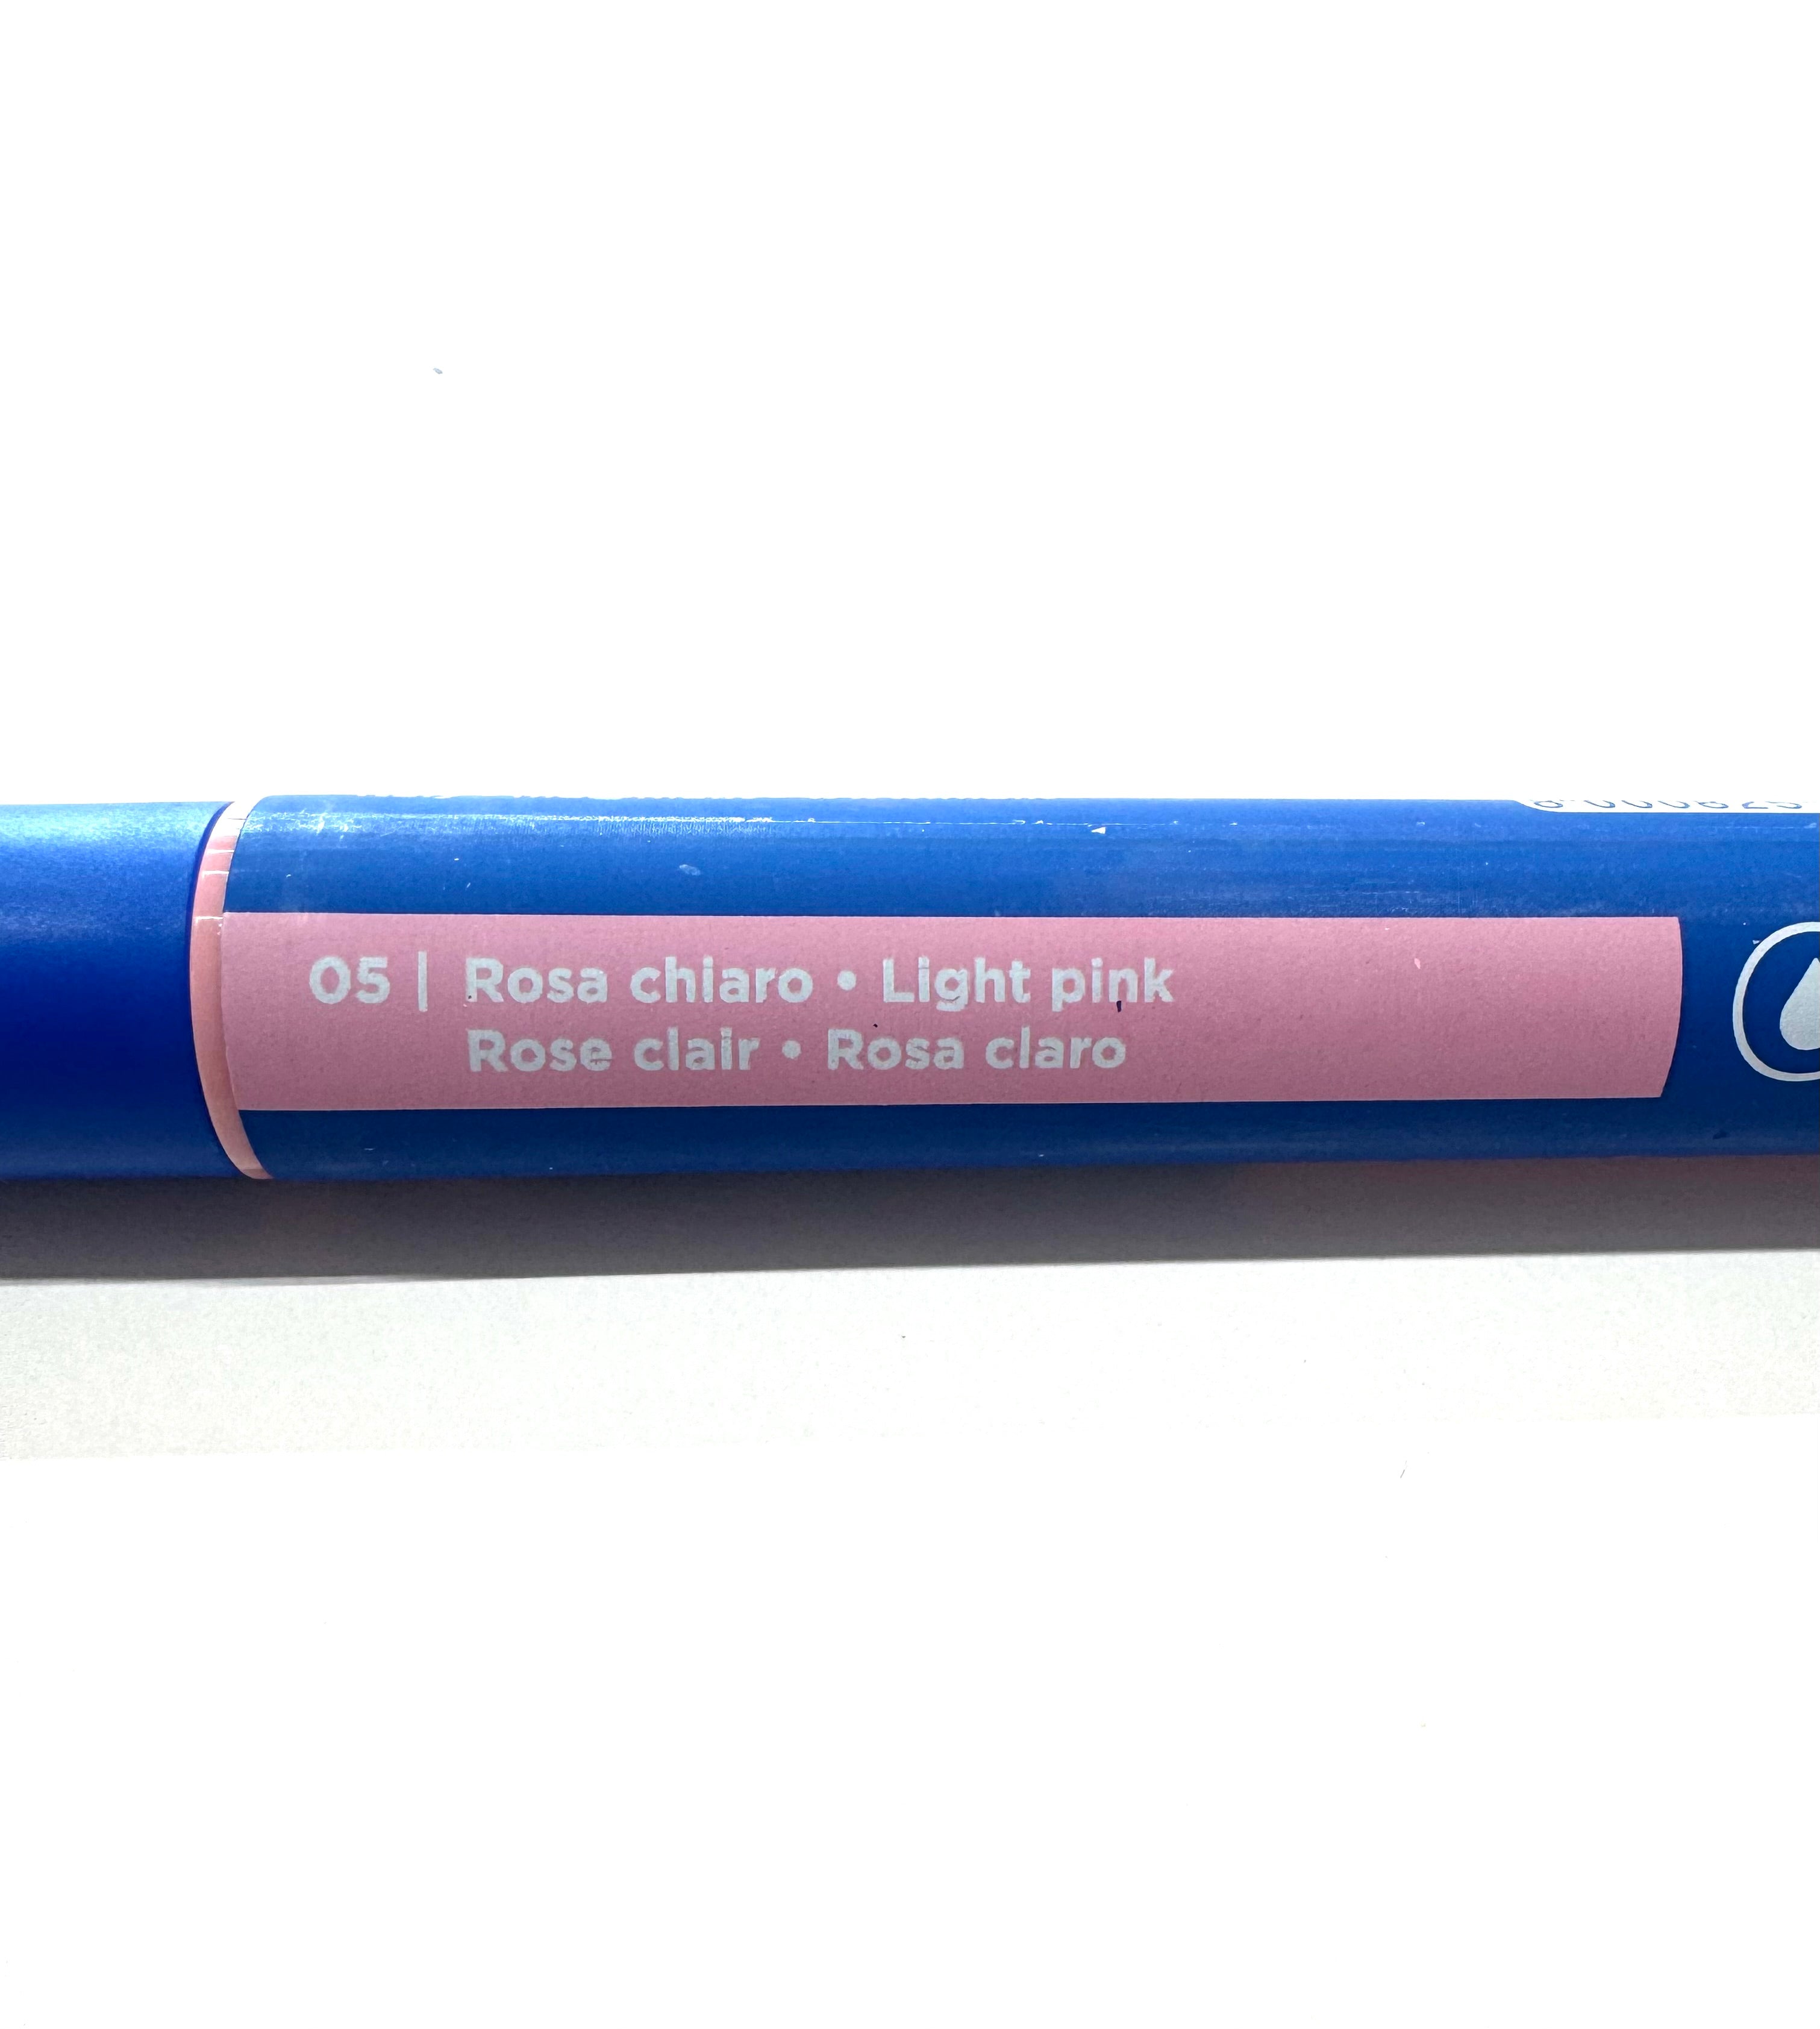 05 | Rosa chiaro • Light pink
Rose clair • Rosa claro